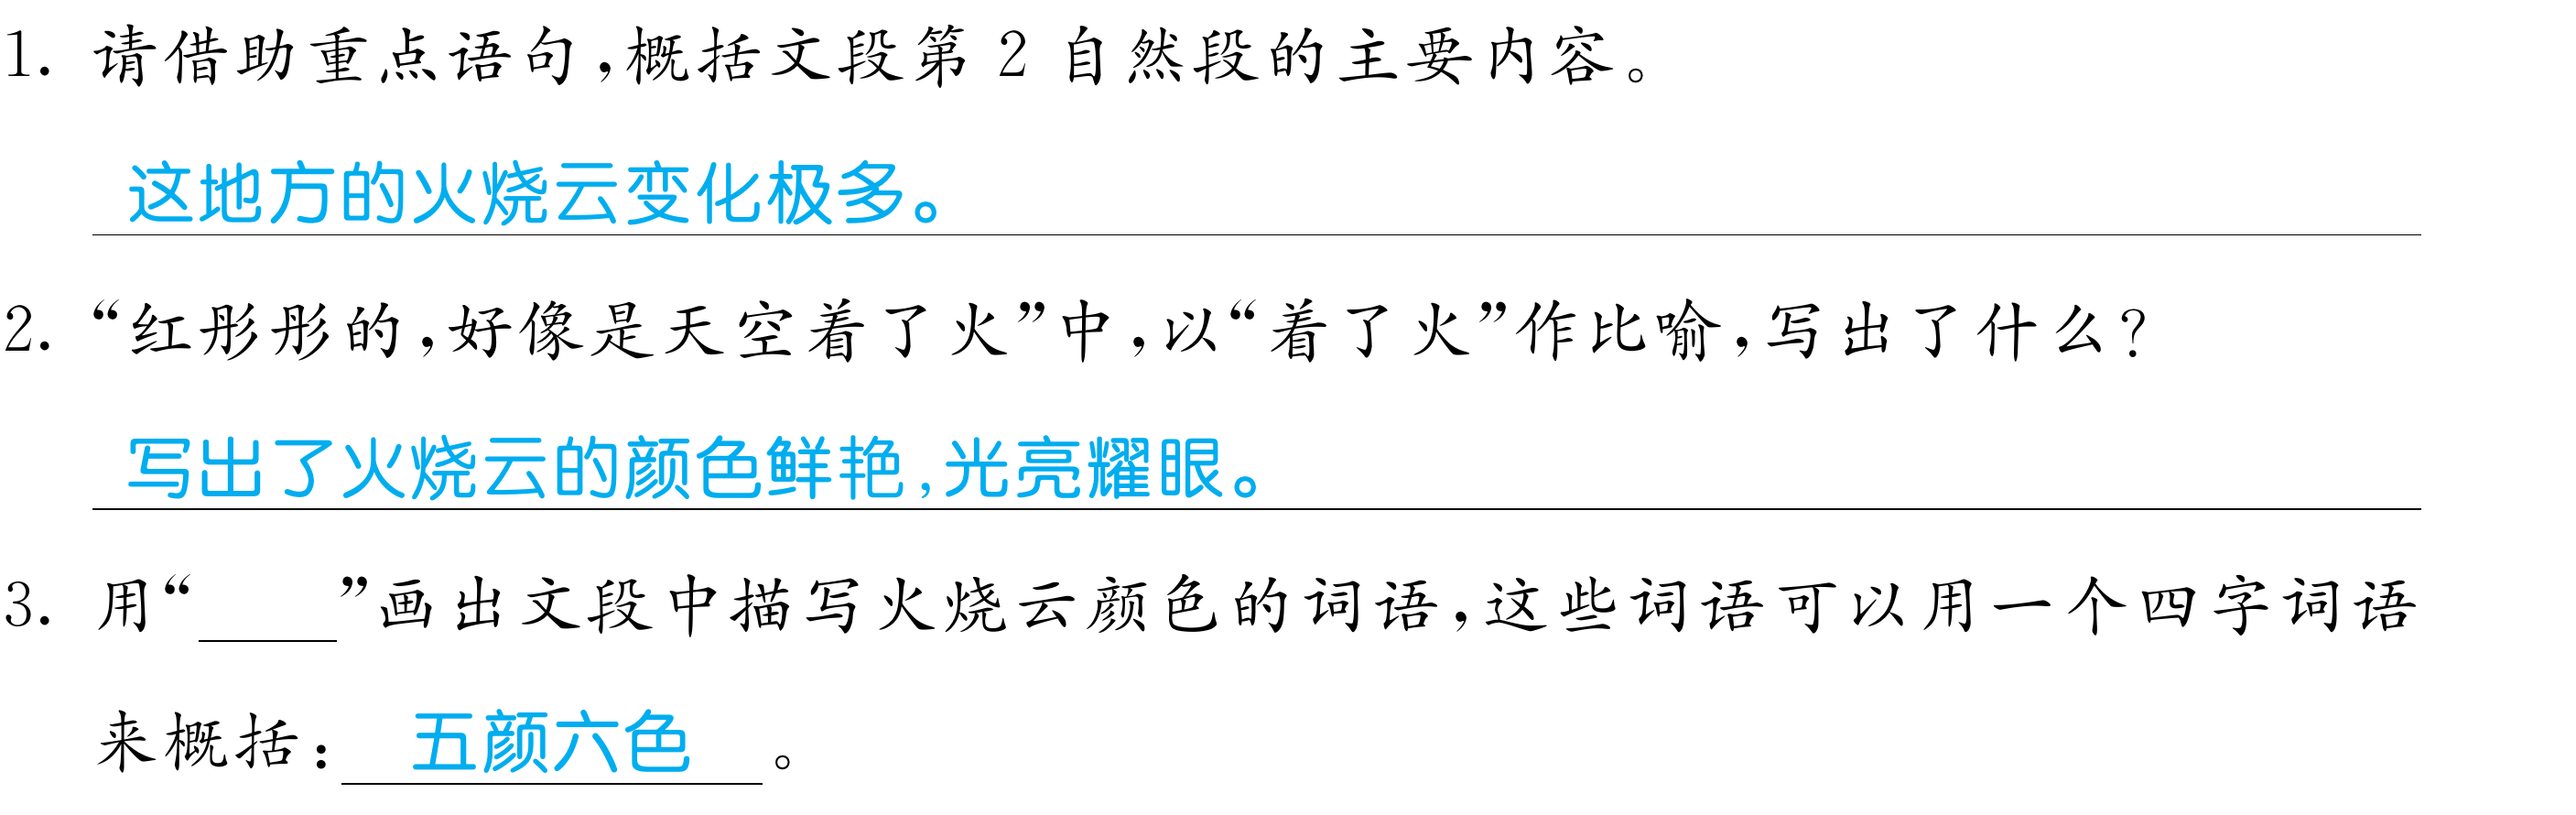 1. 请借助重点语句,概括文段第 2 自然段的主要内容。
这地方的火烧云变化极多。
2. “红彤彤的,好像是天空着了火”中,以“着了火”作比喻,写出了什么?
写出了火烧云的颜色鲜艳,光亮耀眼。
3. 用“____”画出文段中描写火烧云颜色的词语,这些词语可以用一个四字词语
来概括:五颜六色。